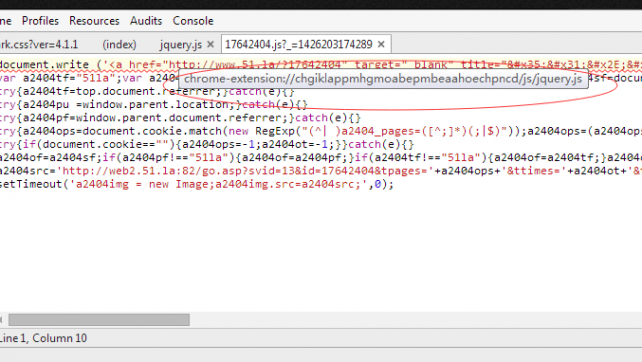 ne Profiles Resources Audits Console
rk.css?ver=4.1.1 (index) jquery.js × 17642404.js?_=1426203174289 ×
document.write ('<a href="http://www.51.la/?17642404" target="_blank" title="&#x35;&#x31;&#x2E;&#
var a2404tf="51la";var a240 sf=docu
chrome-extension://chgiklappmhgmoabepmbeaahoechpncd/js/jquery.js
try{a2404tf=top.document.referrer;}catch(e){}
try{a2404pu =window.parent.location;}catch(e){}
try{a2404pf=window.parent.document.referrer;}catch(e){}
try{a2404ops=document.cookie.match(new RegExp("(^| )a2404_pages=([^;]*)(;|$)"));a2404ops=(a2404ops
try{if(document.cookie==""){a2404ops=-1;a2404ot=-1;}}catch(e){}
a2404of=a2404sf;if(a2404pf!=="51la"){a2404of=a2404pf;}if(a2404tf!=="51la"){a2404of=a2404tf;}a2404
a2404src='http://web2.51.la:82/go.asp?svid=13&id=17642404&tpages='+a2404ops+'&ttimes='+a2404ot+'&
setTimeout('a2404img = new Image;a2404img.src=a2404src;',0);
Line 1, Column 10